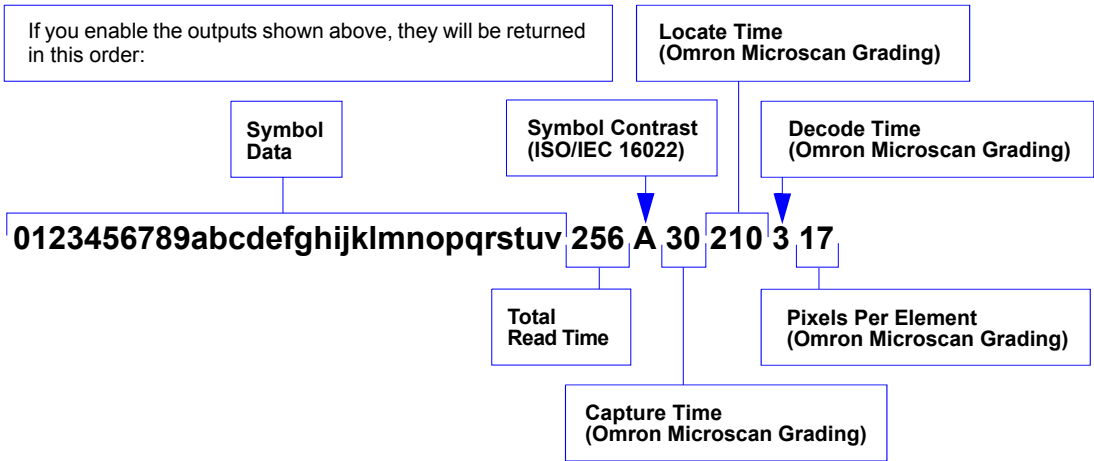 If you enable the outputs shown above, they will be returned
in this order:
Locate Time
(Omron Microscan Grading)
Symbol
Data
Symbol Contrast
(ISO/IEC 16022)
Decode Time
(Omron Microscan Grading)
0123456789abcdefghijklmnopqrstuv 256 A 30 210 3 17
Total
Read Time
Pixels Per Element
(Omron Microscan Grading)
Capture Time
(Omron Microscan Grading)